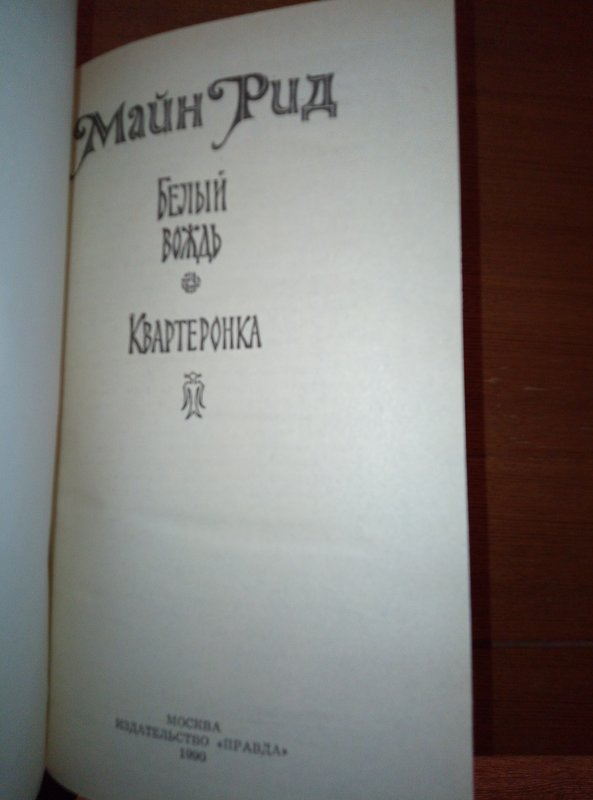 Майн Рид
Белый
вождь
Квартеронка
МОСКВА
ИЗДАТЕЛЬСТВО «ПРАВДА»
1990